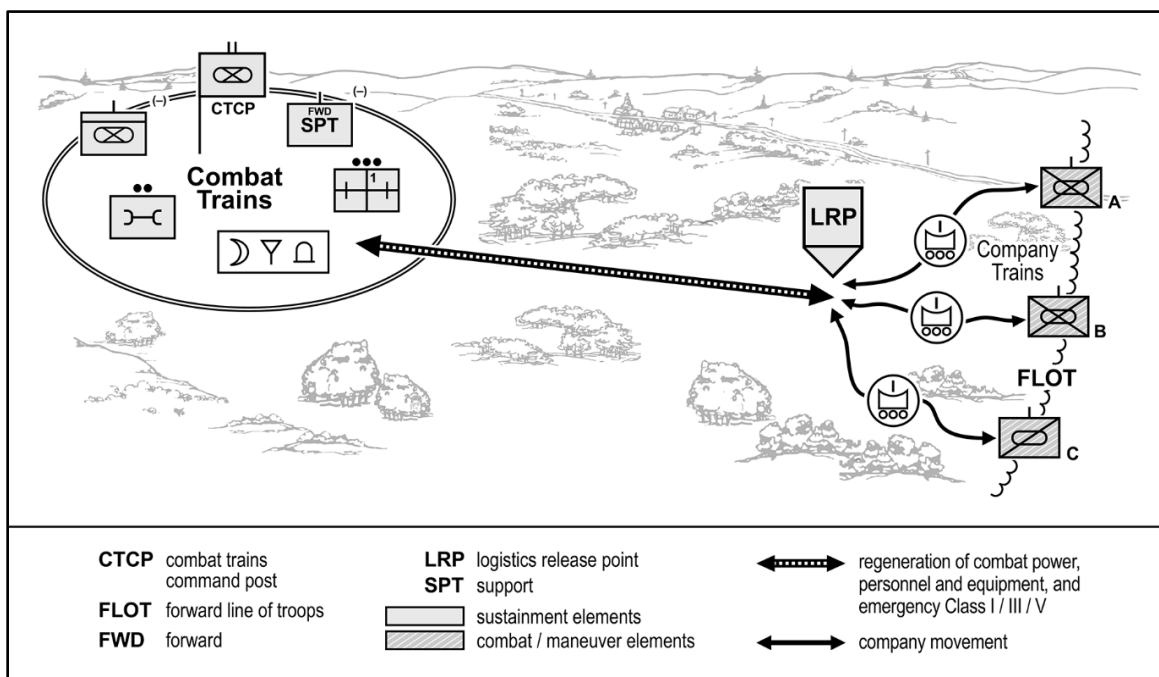 CTCP
(–)
(–)
FWD
SPT
Combat
Trains
1
LRP
A
Company
Trains
B
FLOT
C
CTCP combat trains
command post
FLOT forward line of troops
FWD forward
LRP logistics release point
SPT support
sustainment elements
combat / maneuver elements
regeneration of combat power,
personnel and equipment, and
emergency Class I / III / V
company movement